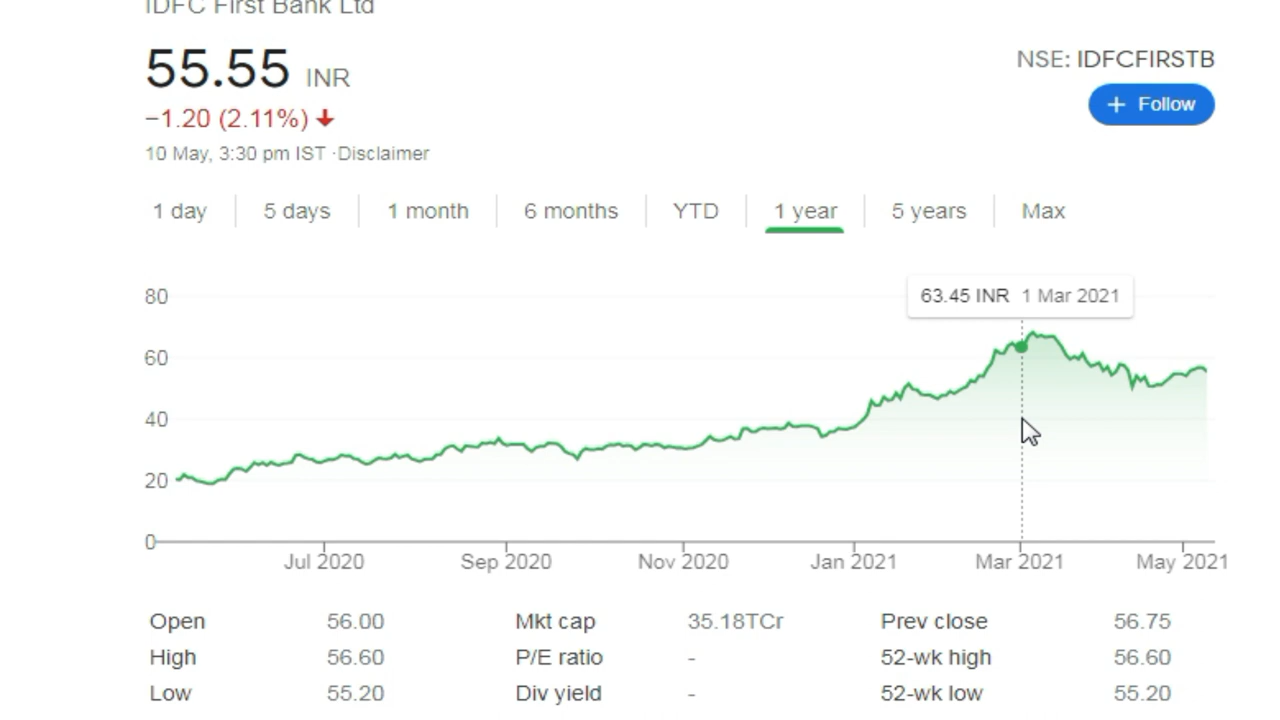 IDFC First Bank Ltd
55.55 INR
NSE: IDFCFIRSTB
−1.20 (2.11%)
+ Follow
10 May, 3:30 pm IST ·Disclaimer
1 day 5 days 1 month 6 months YTD 1 year 5 years Max
63.45 INR 1 Mar 2021
80
60
40
20
0
Jul 2020 Sep 2020 Nov 2020 Jan 2021 Mar 2021 May 2021
Open 56.00 Mkt cap 35.18TCr Prev close 56.75
High 56.60 P/E ratio - 52-wk high 56.60
Low 55.20 Div yield - 52-wk low 55.20